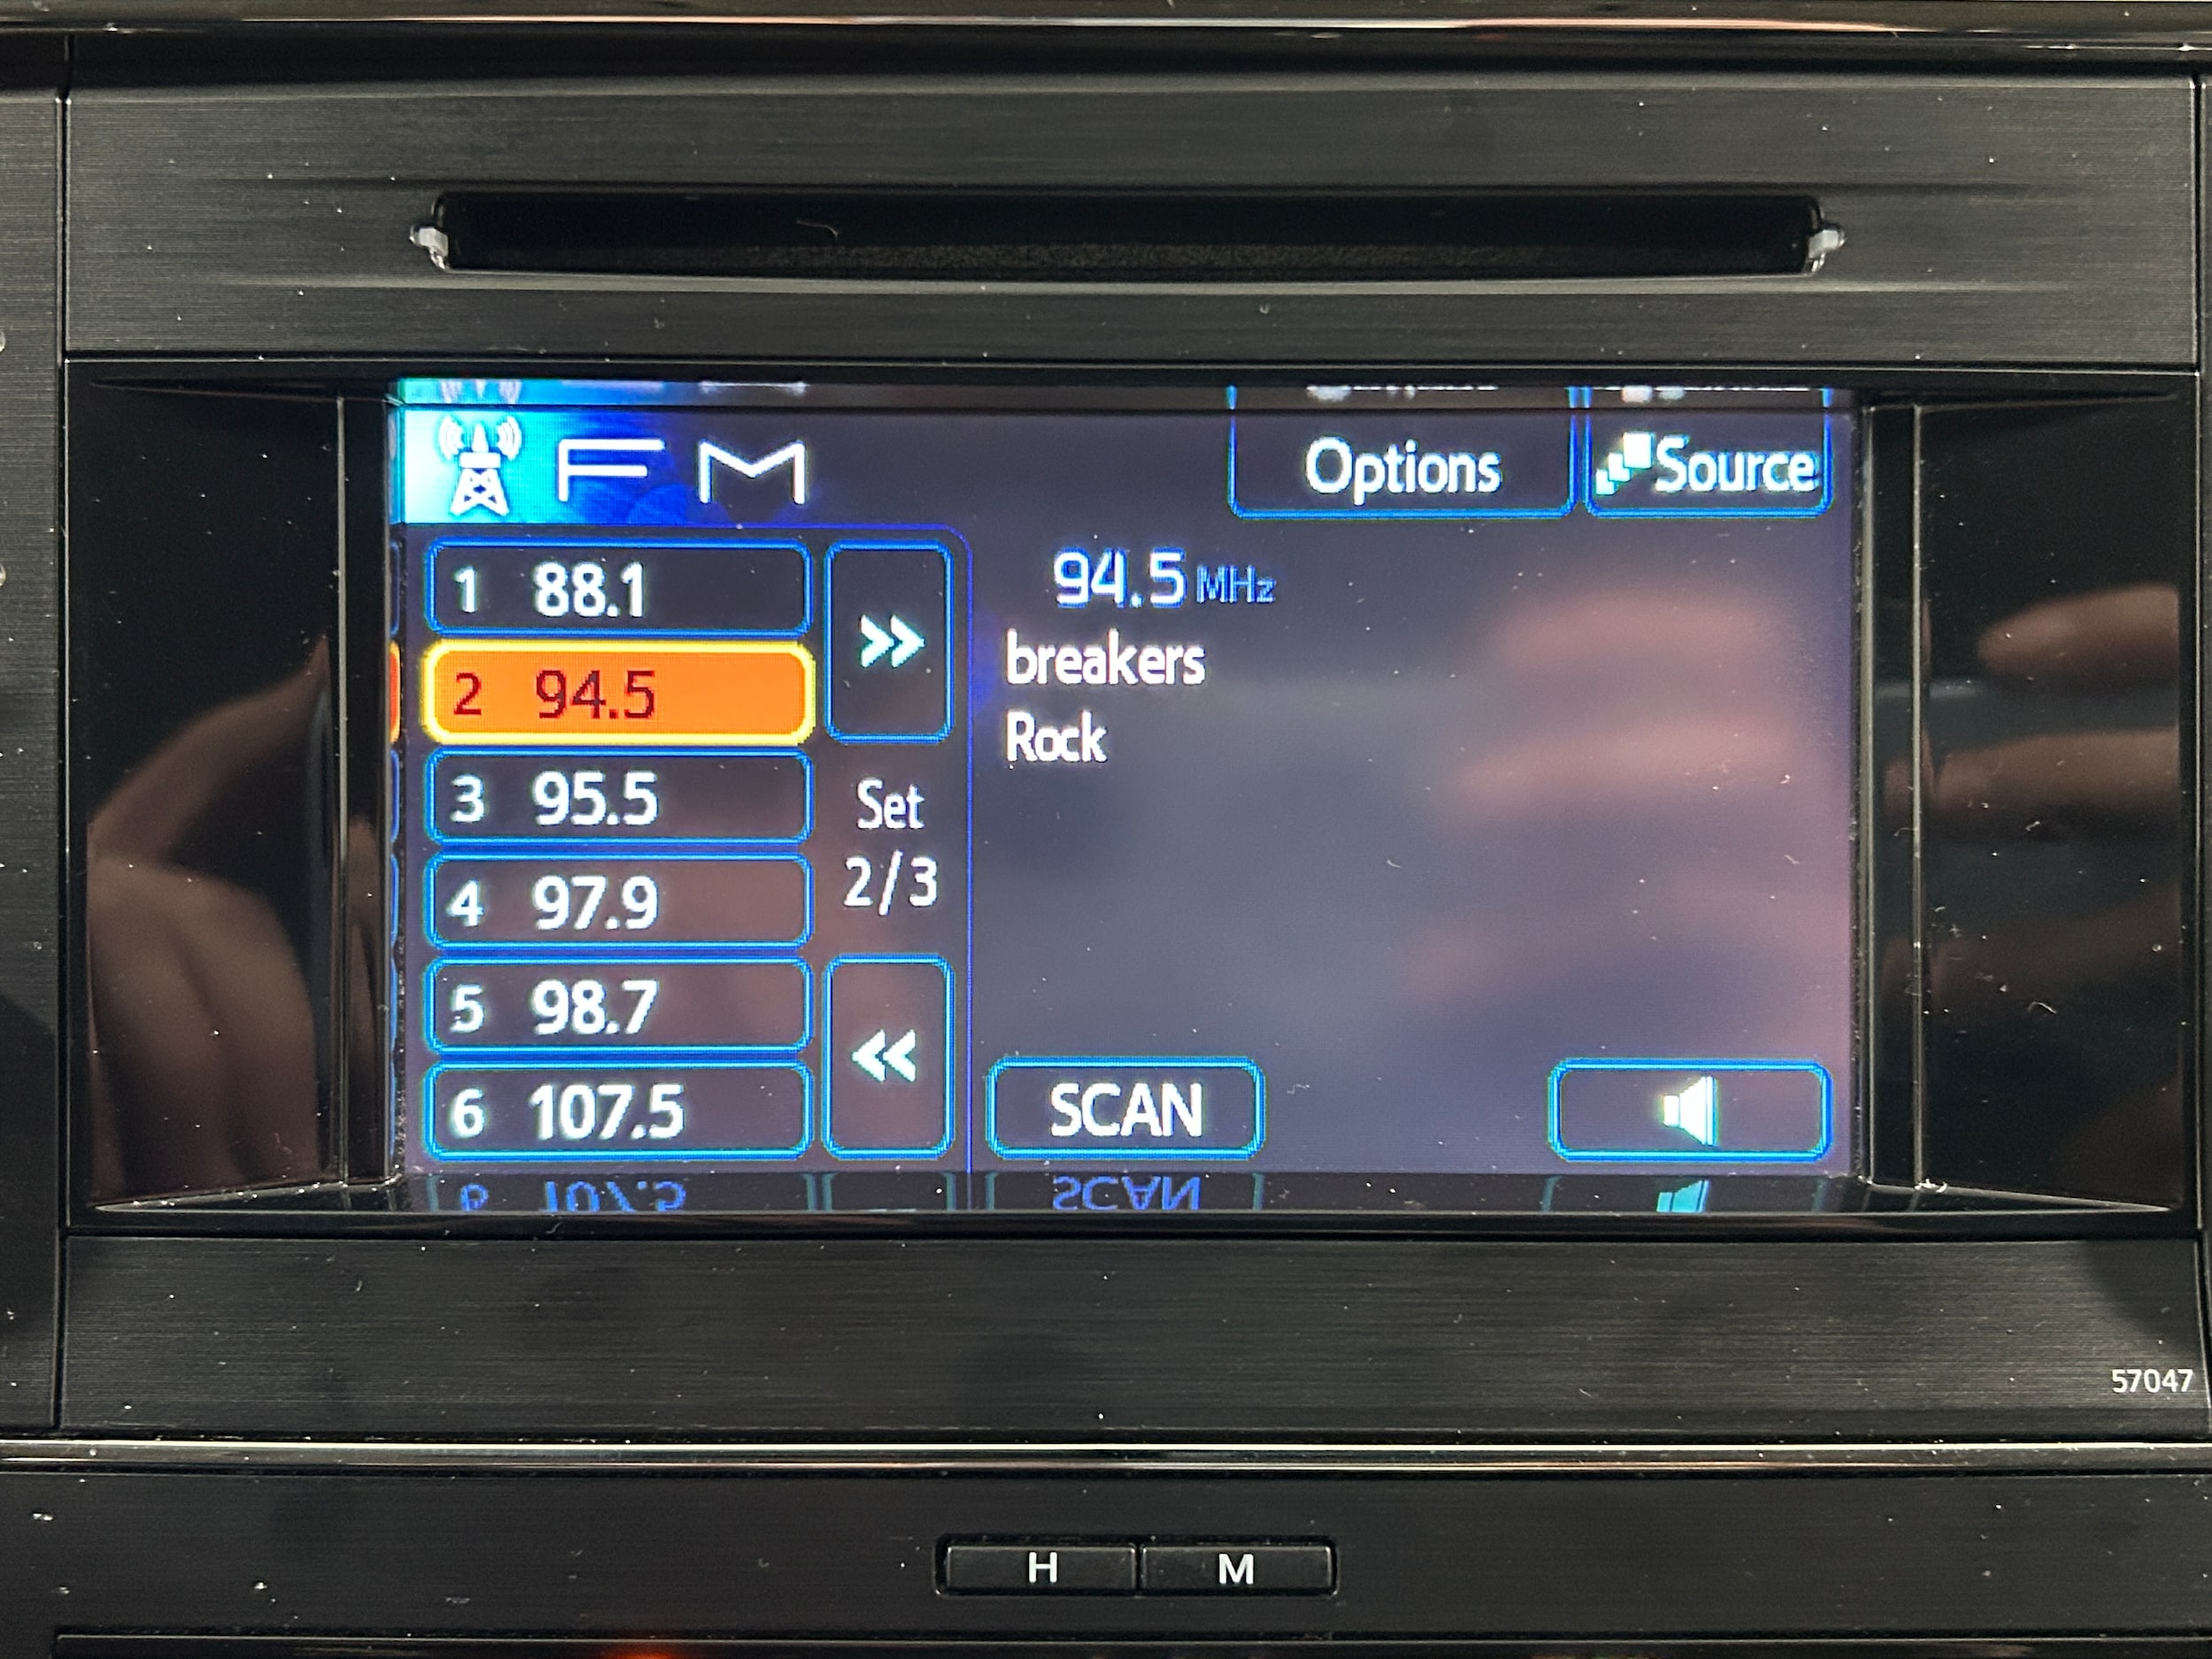 FM
Options
Source
1 88.1
2 94.5
3 95.5
4 97.9
5 98.7
6 107.5
Set
2/3
94.5 MHz
breakers
Rock
SCAN
57047
H
M